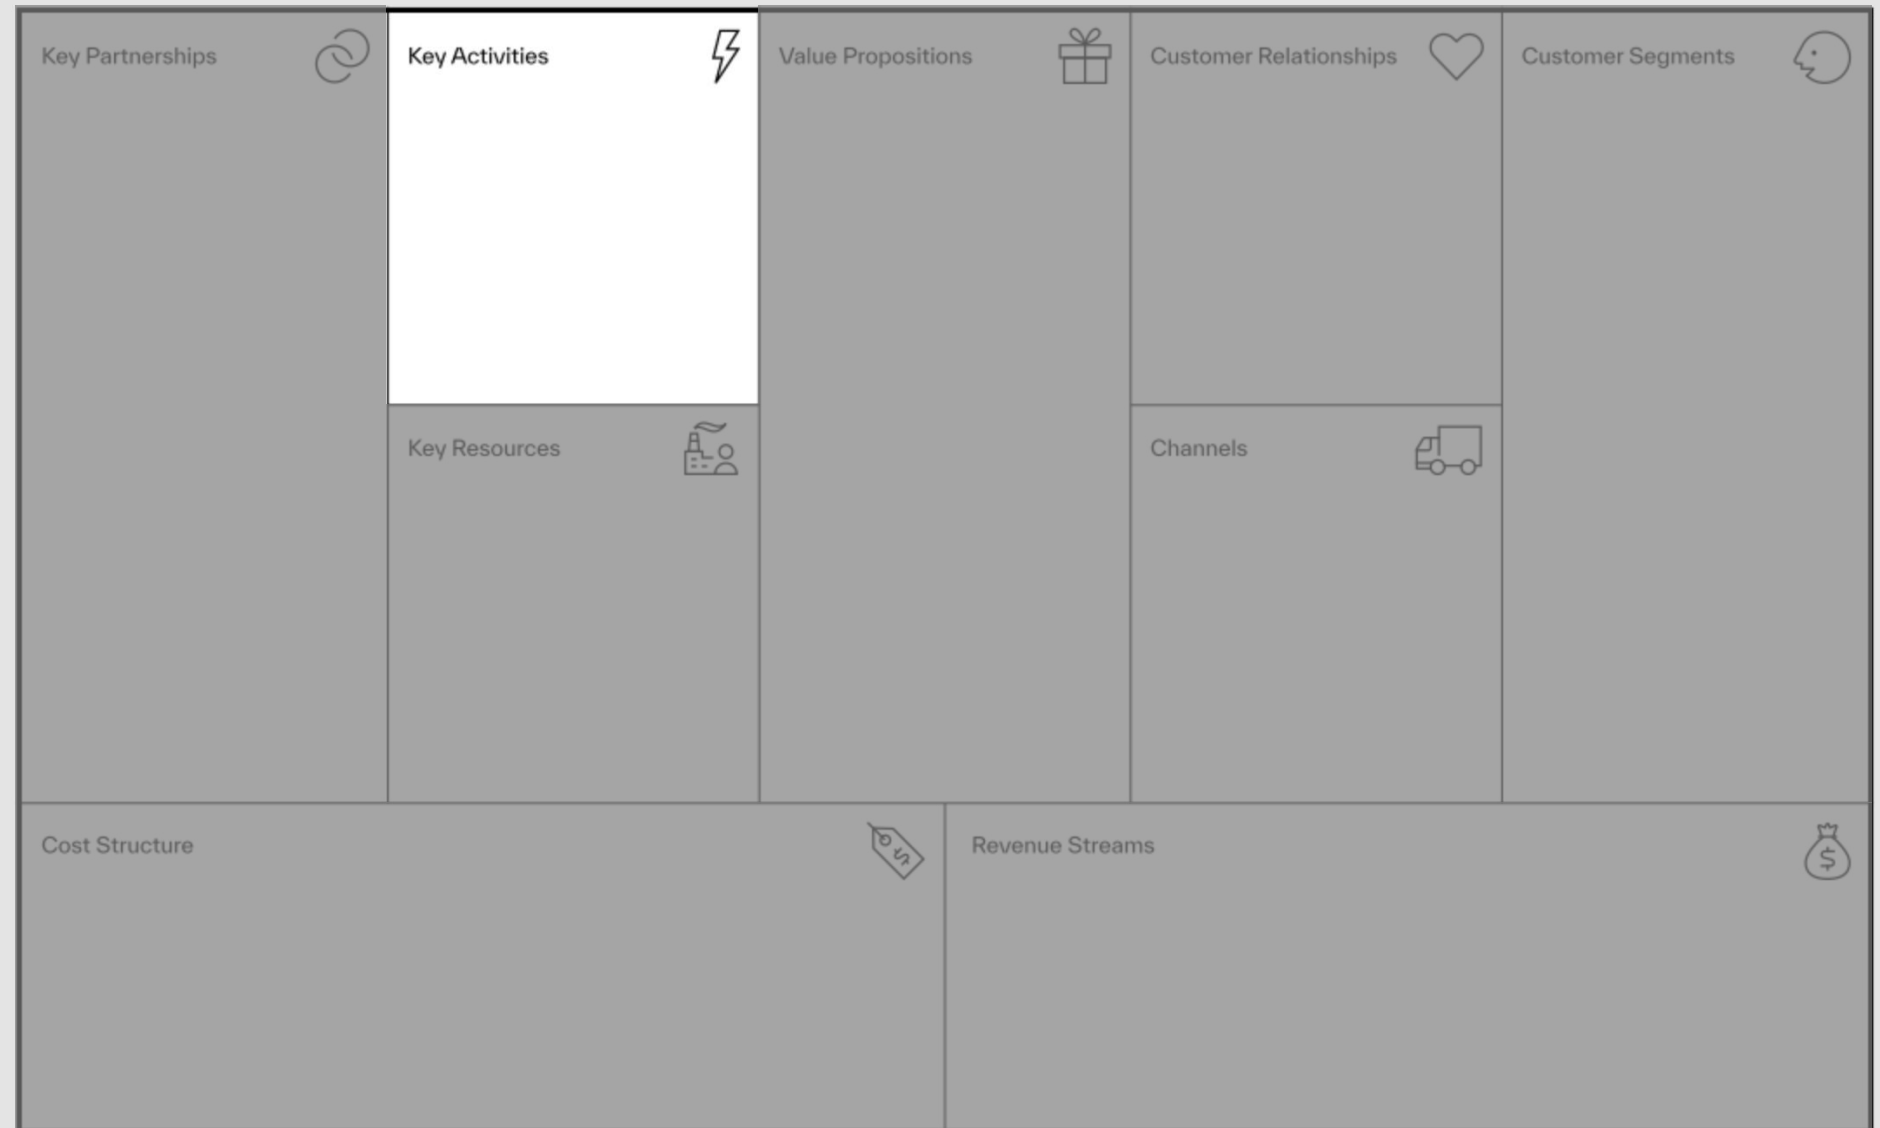 Key Partnerships
Key Activities
Value Propositions
Customer Relationships
Customer Segments
Key Resources
Channels
Cost Structure
$
Revenue Streams
$